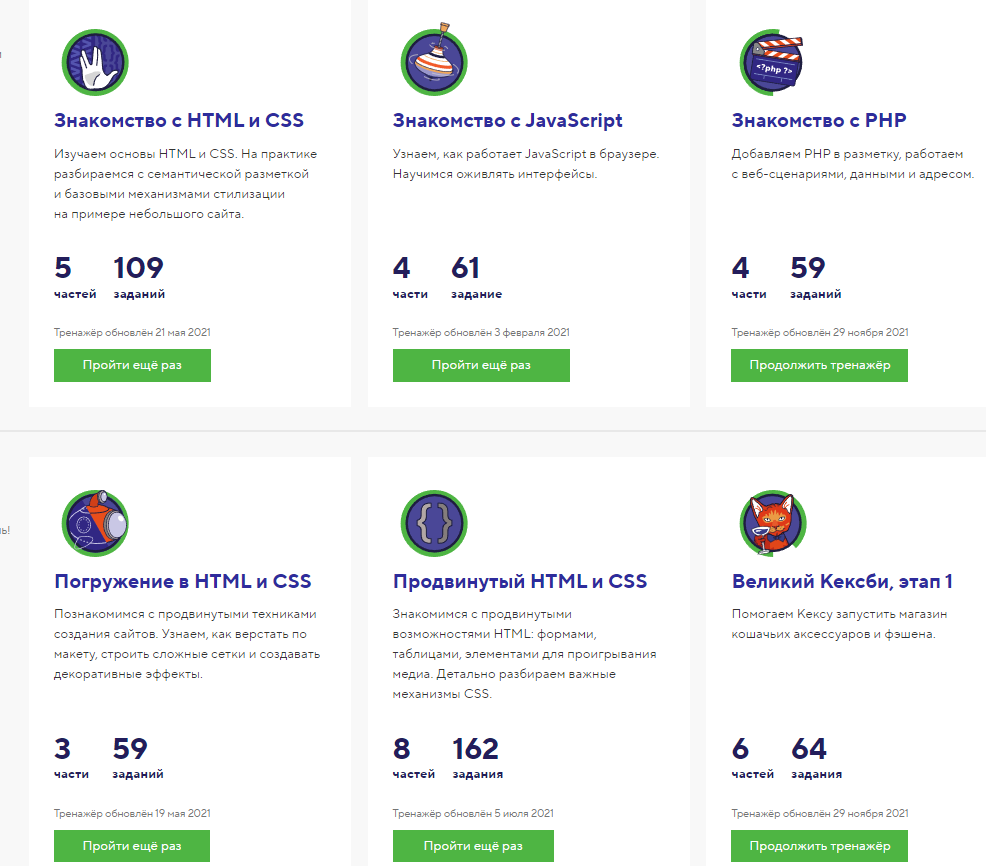 <?php ?>
Знакомство с HTML и CSS
Изучаем основы HTML и CSS. На практике
разбираемся с семантической разметкой
и базовыми механизмами стилизации
на примере небольшого сайта.
5 109
частей заданий
Тренажёр обновлён 21 мая 2021
Пройти ещё раз
Знакомство с JavaScript
Узнаем, как работает JavaScript в браузере.
Научимся оживлять интерфейсы.
4 61
части задание
Тренажёр обновлён 3 февраля 2021
Пройти ещё раз
Знакомство с PHP
Добавляем PHP в разметку, работаем
с веб-сценариями, данными и адресом.
4 59
части заданий
Тренажёр обновлён 29 ноября 2021
Продолжить тренажёр
ь!
Погружение в HTML и CSS
Познакомимся с продвинутыми техниками
создания сайтов. Узнаем, как верстать по
макету, строить сложные сетки и создавать
декоративные эффекты.
3 59
части заданий
Тренажёр обновлён 19 мая 2021
Пройти ещё раз
{ }
Продвинутый HTML и CSS
Знакомимся с продвинутыми
возможностями HTML: формами,
таблицами, элементами для проигрывания
медиа. Детально разбираем важные
механизмы CSS.
8 162
частей задания
Тренажёр обновлён 5 июля 2021
Пройти ещё раз
Великий Кексби, этап 1
Помогаем Кексу запустить магазин
кошачьих аксессуаров и фэшена.
6 64
частей задания
Тренажёр обновлён 29 ноября 2021
Продолжить тренажёр